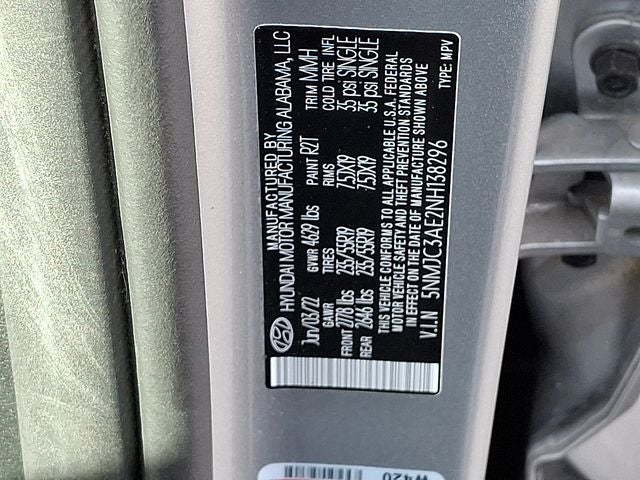 MANUFACTURED BY
HYUNDAI MOTOR MANUFACTURING ALABAMA, LLC
Jun/03/22 GVWR 4629 lbs PAINT R2T TRIM MMH
GAWR TIRES RIMS COLD TIRE INFL
FRONT 2778 lbs 235/55R19 7.5JX19 35 psi SINGLE
REAR 2646 lbs 235/55R19 7.5JX19 35 psi SINGLE
THIS VEHICLE CONFORMS TO ALL APPLICABLE U.S.A. FEDERAL
MOTOR VEHICLE SAFETY AND THEFT PREVENTION STANDARDS
IN EFFECT ON THE DATE OF MANUFACTURE SHOWN ABOVE
V.I.N 5NMJC3AE2NH138296 TYPE: MPV
W420